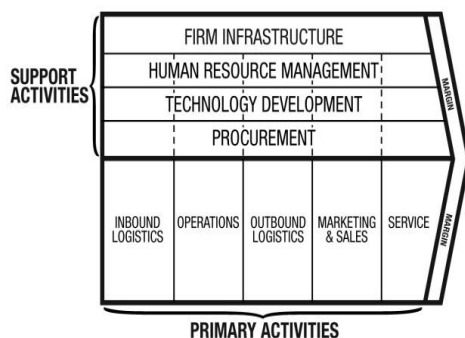 FIRM INFRASTRUCTURE
SUPPORT
ACTIVITIES
HUMAN RESOURCE MANAGEMENT
TECHNOLOGY DEVELOPMENT
PROCUREMENT
MARGIN
INBOUND
LOGISTICS
OPERATIONS
OUTBOUND
LOGISTICS
MARKETING
& SALES
SERVICE
MARGIN
PRIMARY ACTIVITIES